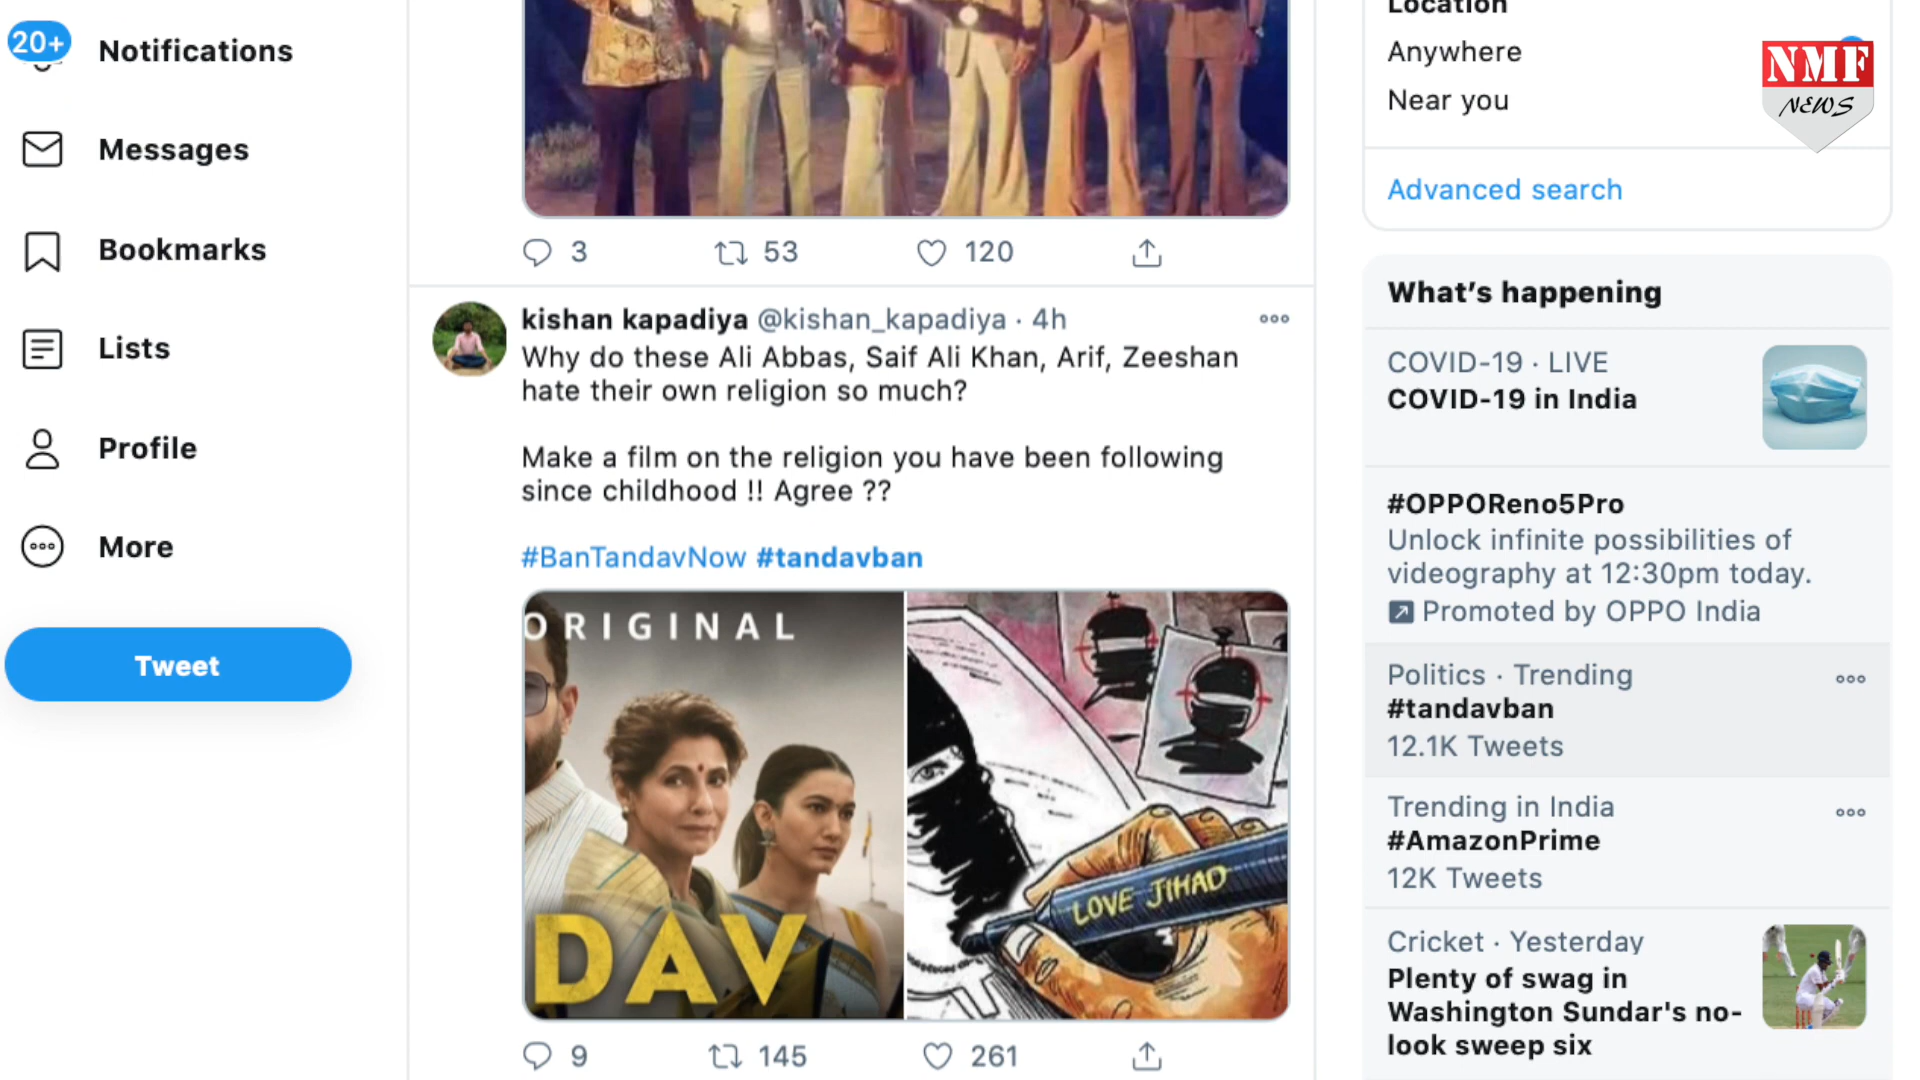 20+
Notifications
Messages
Bookmarks
Lists
Profile
More
Tweet
3 53 120
kishan kapadiya @kishan_kapadiya · 4h
Why do these Ali Abbas, Saif Ali Khan, Arif, Zeeshan
hate their own religion so much?
Make a film on the religion you have been following
since childhood !! Agree ??
#BanTandavNow #tandavban
ORIGINAL
DAV
LOVE JIHAD
9 145 261
Location
Anywhere
Near you
Advanced search
NMF
NEWS
What's happening
COVID-19 · LIVE
COVID-19 in India
#OPPOReno5Pro
Unlock infinite possibilities of
videography at 12:30pm today.
Promoted by OPPO India
Politics · Trending
#tandavban
12.1K Tweets
Trending in India
#AmazonPrime
12K Tweets
Cricket · Yesterday
Plenty of swag in
Washington Sundar's no-
look sweep six